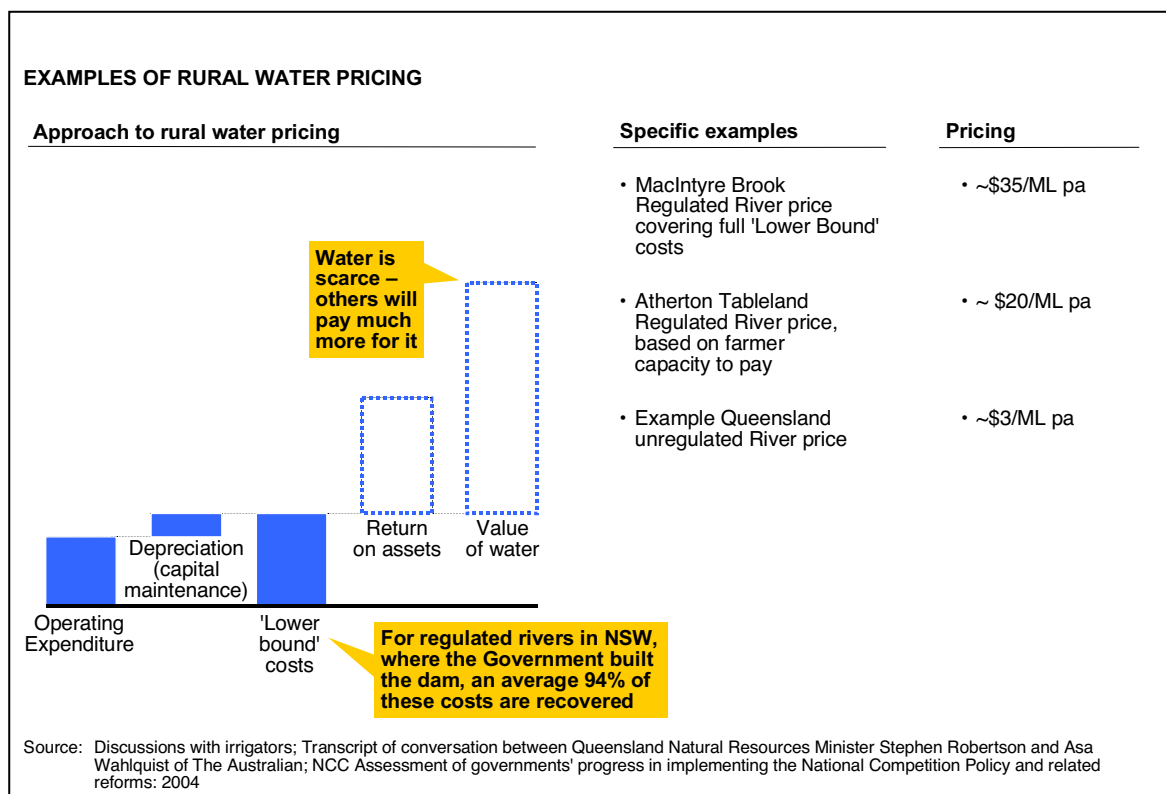 EXAMPLES OF RURAL WATER PRICING
Approach to rural water pricing
Water is
scarce –
others will
pay much
more for it
Return
on assets
Value
of water
Depreciation
(capital
maintenance)
Operating
Expenditure
'Lower
bound'
costs
For regulated rivers in NSW,
where the Government built
the dam, an average 94% of
these costs are recovered
Specific examples
Pricing
• MacIntyre Brook
Regulated River price
covering full 'Lower Bound'
costs
• ~$35/ML pa
• Atherton Tableland
Regulated River price,
based on farmer
capacity to pay
• ~ $20/ML pa
• Example Queensland
unregulated River price
• ~$3/ML pa
Source: Discussions with irrigators; Transcript of conversation between Queensland Natural Resources Minister Stephen Robertson and Asa
Wahlquist of The Australian; NCC Assessment of governments' progress in implementing the National Competition Policy and related
reforms: 2004